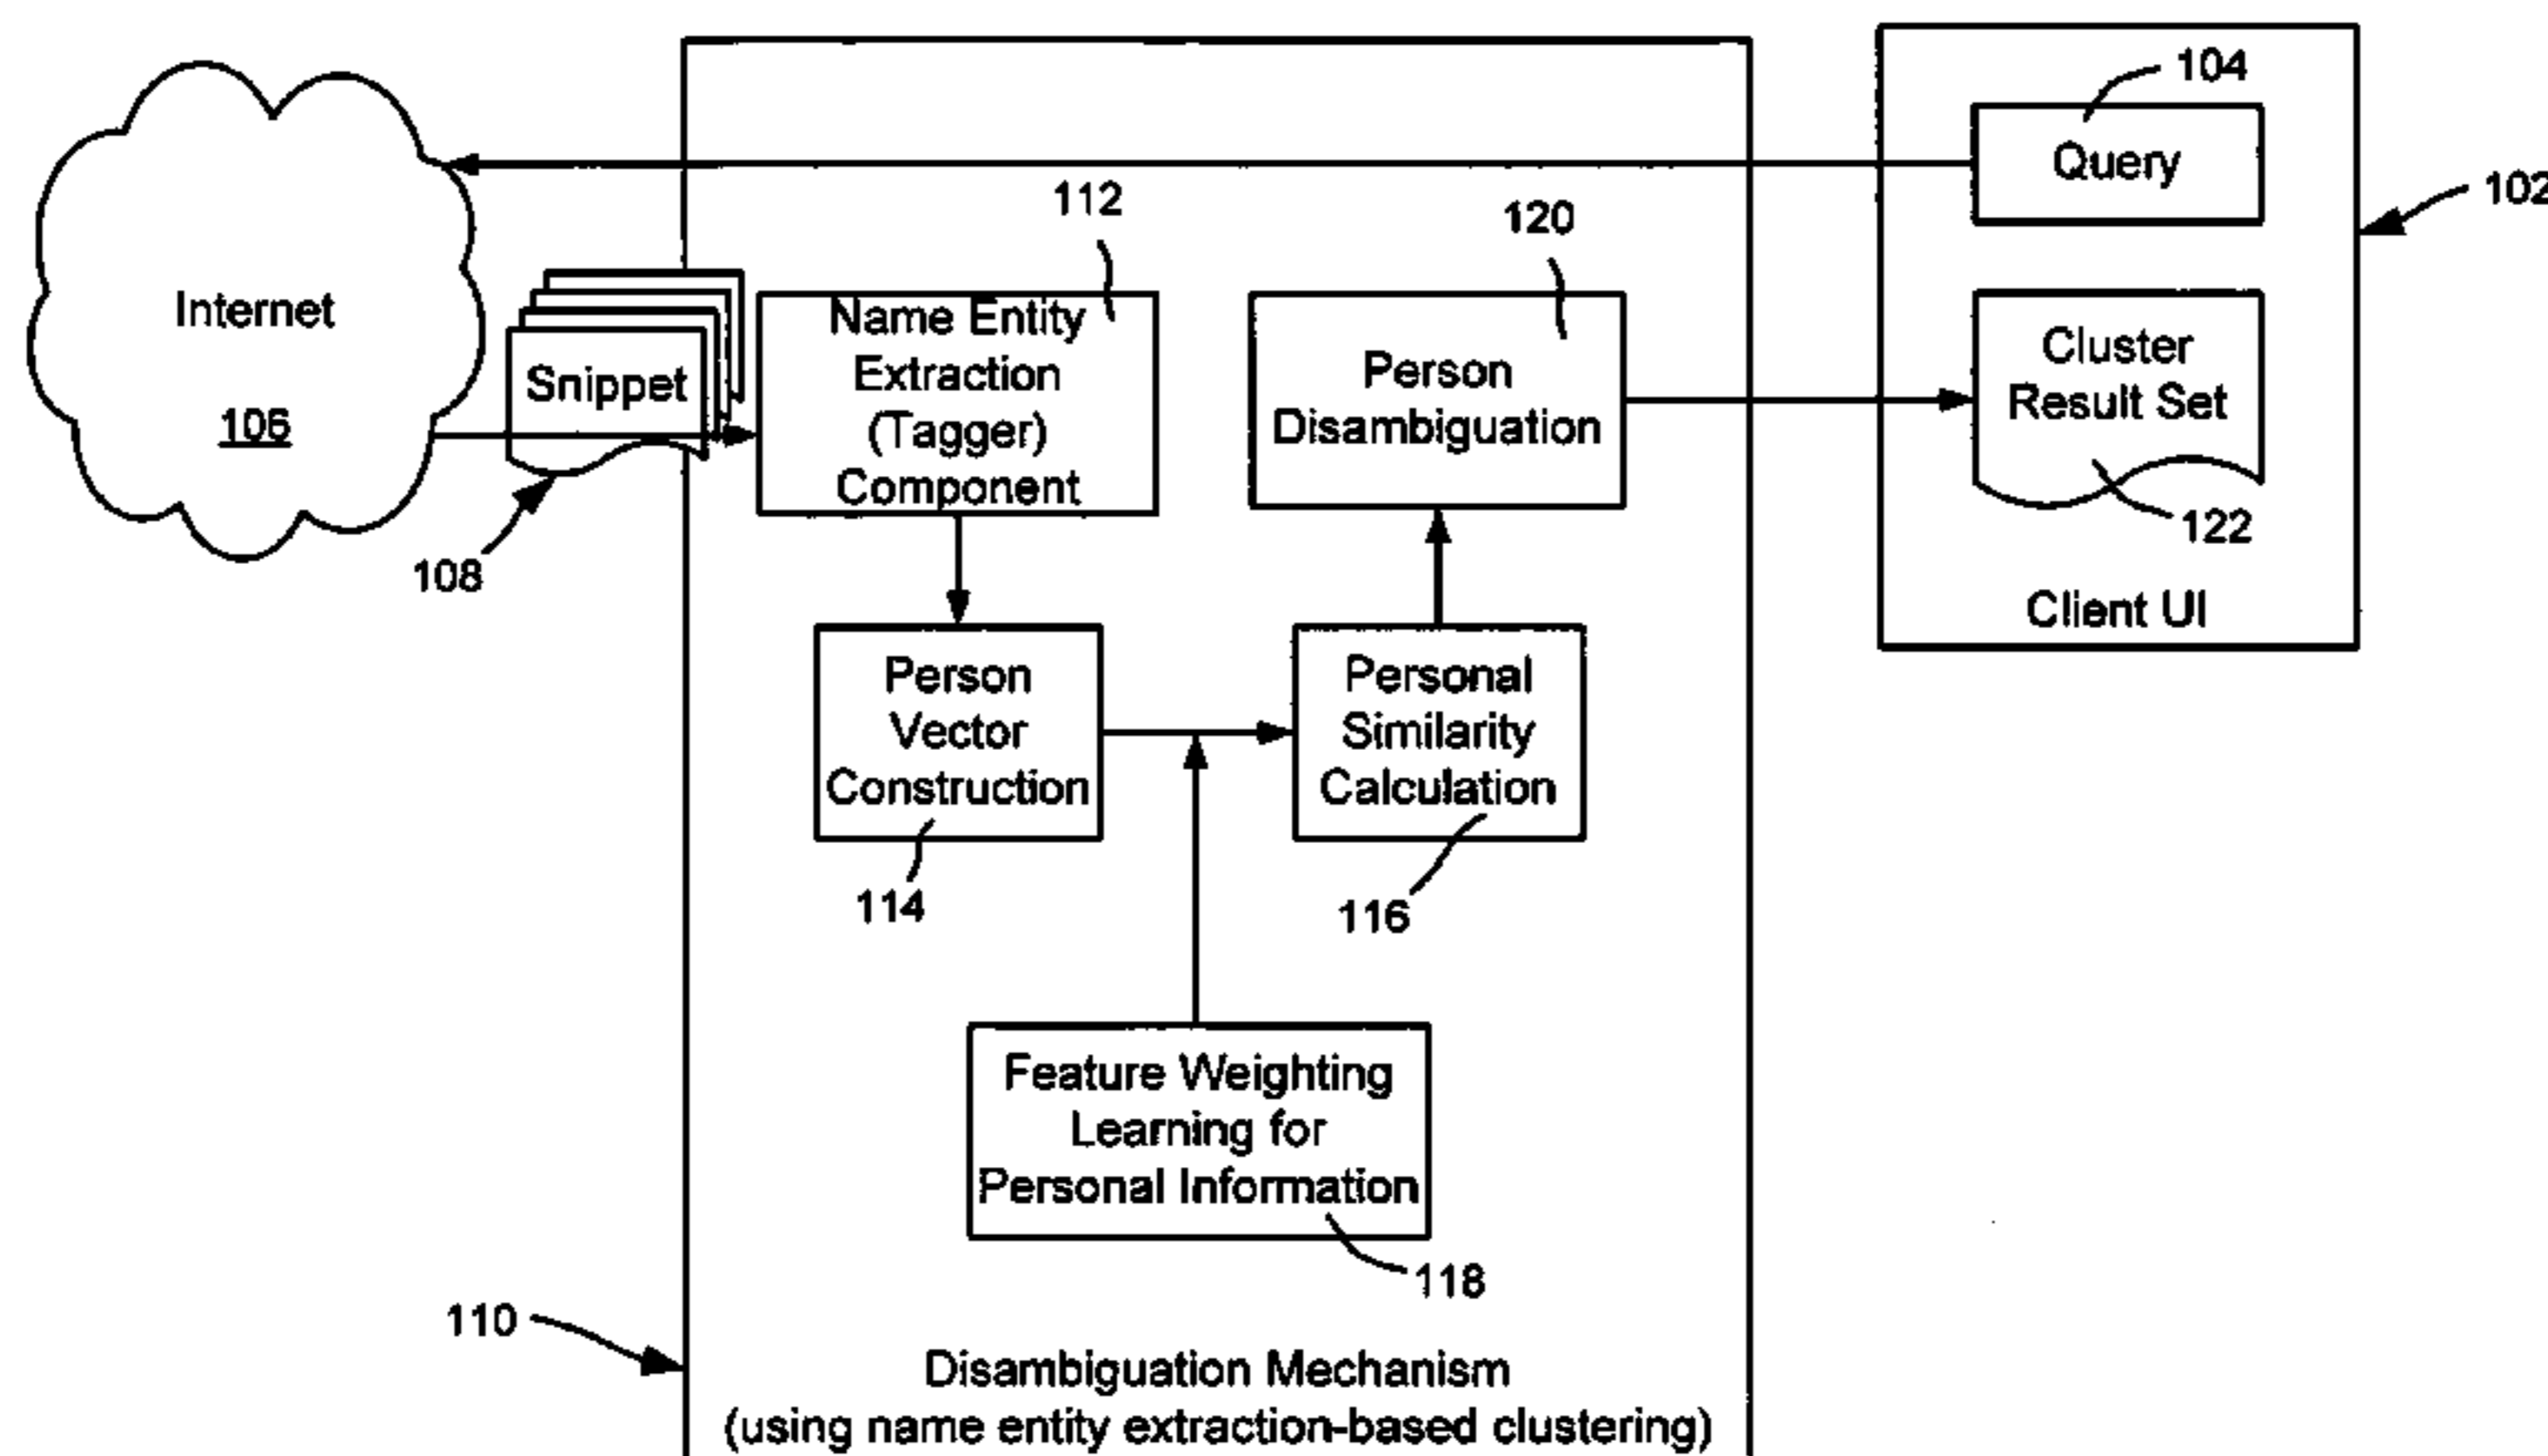 104
Query
102
112
120
Internet
106
Snippet
108
Name Entity
Extraction
(Tagger)
Component
Person
Disambiguation
Cluster
Result Set
122
Client UI
Person
Vector
Construction
114
Personal
Similarity
Calculation
116
Feature Weighting
Learning for
Personal Information
118
110
Disambiguation Mechanism
(using name entity extraction-based clustering)